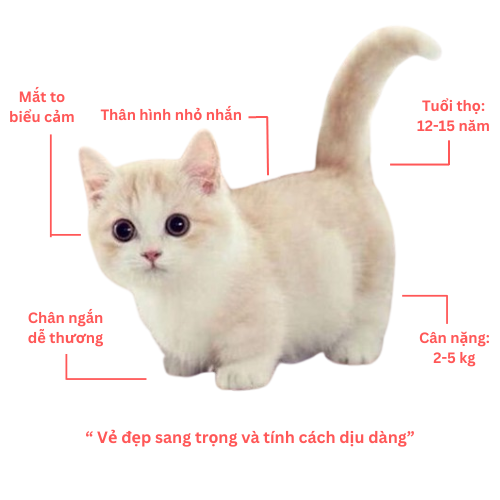 Mắt to
biểu cảm
Thân hình nhỏ nhắn
Tuổi thọ:
12-15 năm
Chân ngắn
dễ thương
Cân nặng:
2-5 kg
“ Vẻ đẹp sang trọng và tính cách dịu dàng”